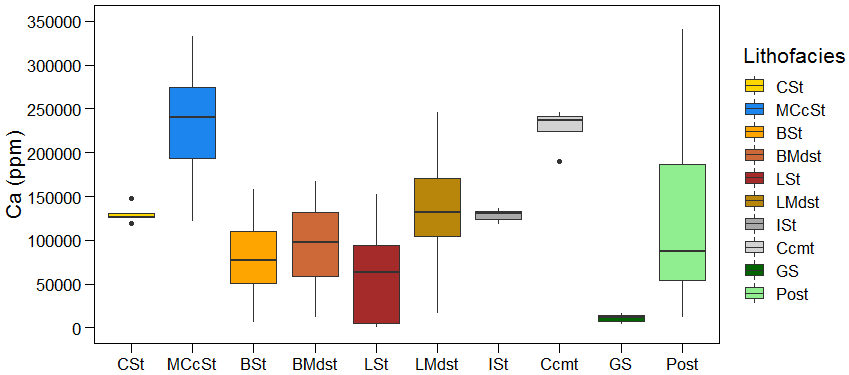 Ca (ppm)
350000
300000
250000
200000
150000
100000
50000
0
CSt MCcSt BSt BMdst LSt LMdst ISt Ccmt GS Post
Lithofacies
CSt
MCcSt
BSt
BMdst
LSt
LMdst
ISt
Ccmt
GS
Post